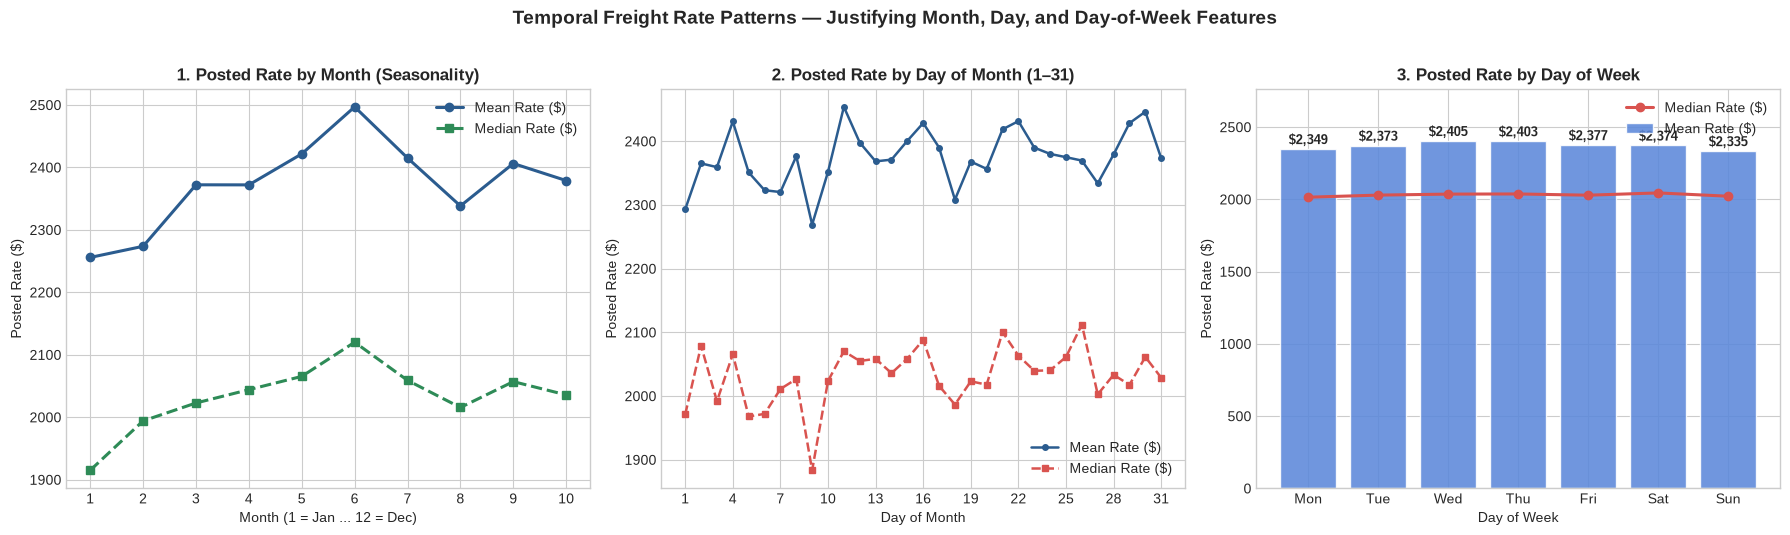 Temporal Freight Rate Patterns — Justifying Month, Day, and Day-of-Week Features
1. Posted Rate by Month (Seasonality)
Posted Rate ($)
2500
2400
2300
2200
2100
2000
1900
Mean Rate ($)
Median Rate ($)
1 2 3 4 5 6 7 8 9 10
Month (1 = Jan ... 12 = Dec)
2. Posted Rate by Day of Month (1–31)
Posted Rate ($)
2400
2300
2200
2100
2000
1900
Mean Rate ($)
Median Rate ($)
1 4 7 10 13 16 19 22 25 28 31
Day of Month
3. Posted Rate by Day of Week
Posted Rate ($)
2500
2000
1500
1000
500
0
Median Rate ($)
Mean Rate ($)
$2,349 $2,373 $2,405 $2,403 $2,377 $2,374 $2,335
Mon Tue Wed Thu Fri Sat Sun
Day of Week